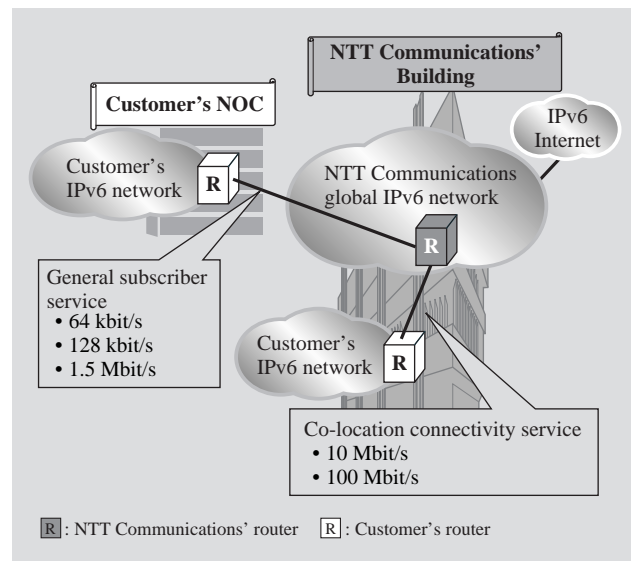 NTT Communications'
Building
Customer's NOC
IPv6
Internet
Customer's
IPv6 network
R
NTT Communications
global IPv6 network
R
General subscriber
service
• 64 kbit/s
• 128 kbit/s
• 1.5 Mbit/s
Customer's
IPv6 network
R
Co-location connectivity service
• 10 Mbit/s
• 100 Mbit/s
R : NTT Communications' router
R : Customer's router